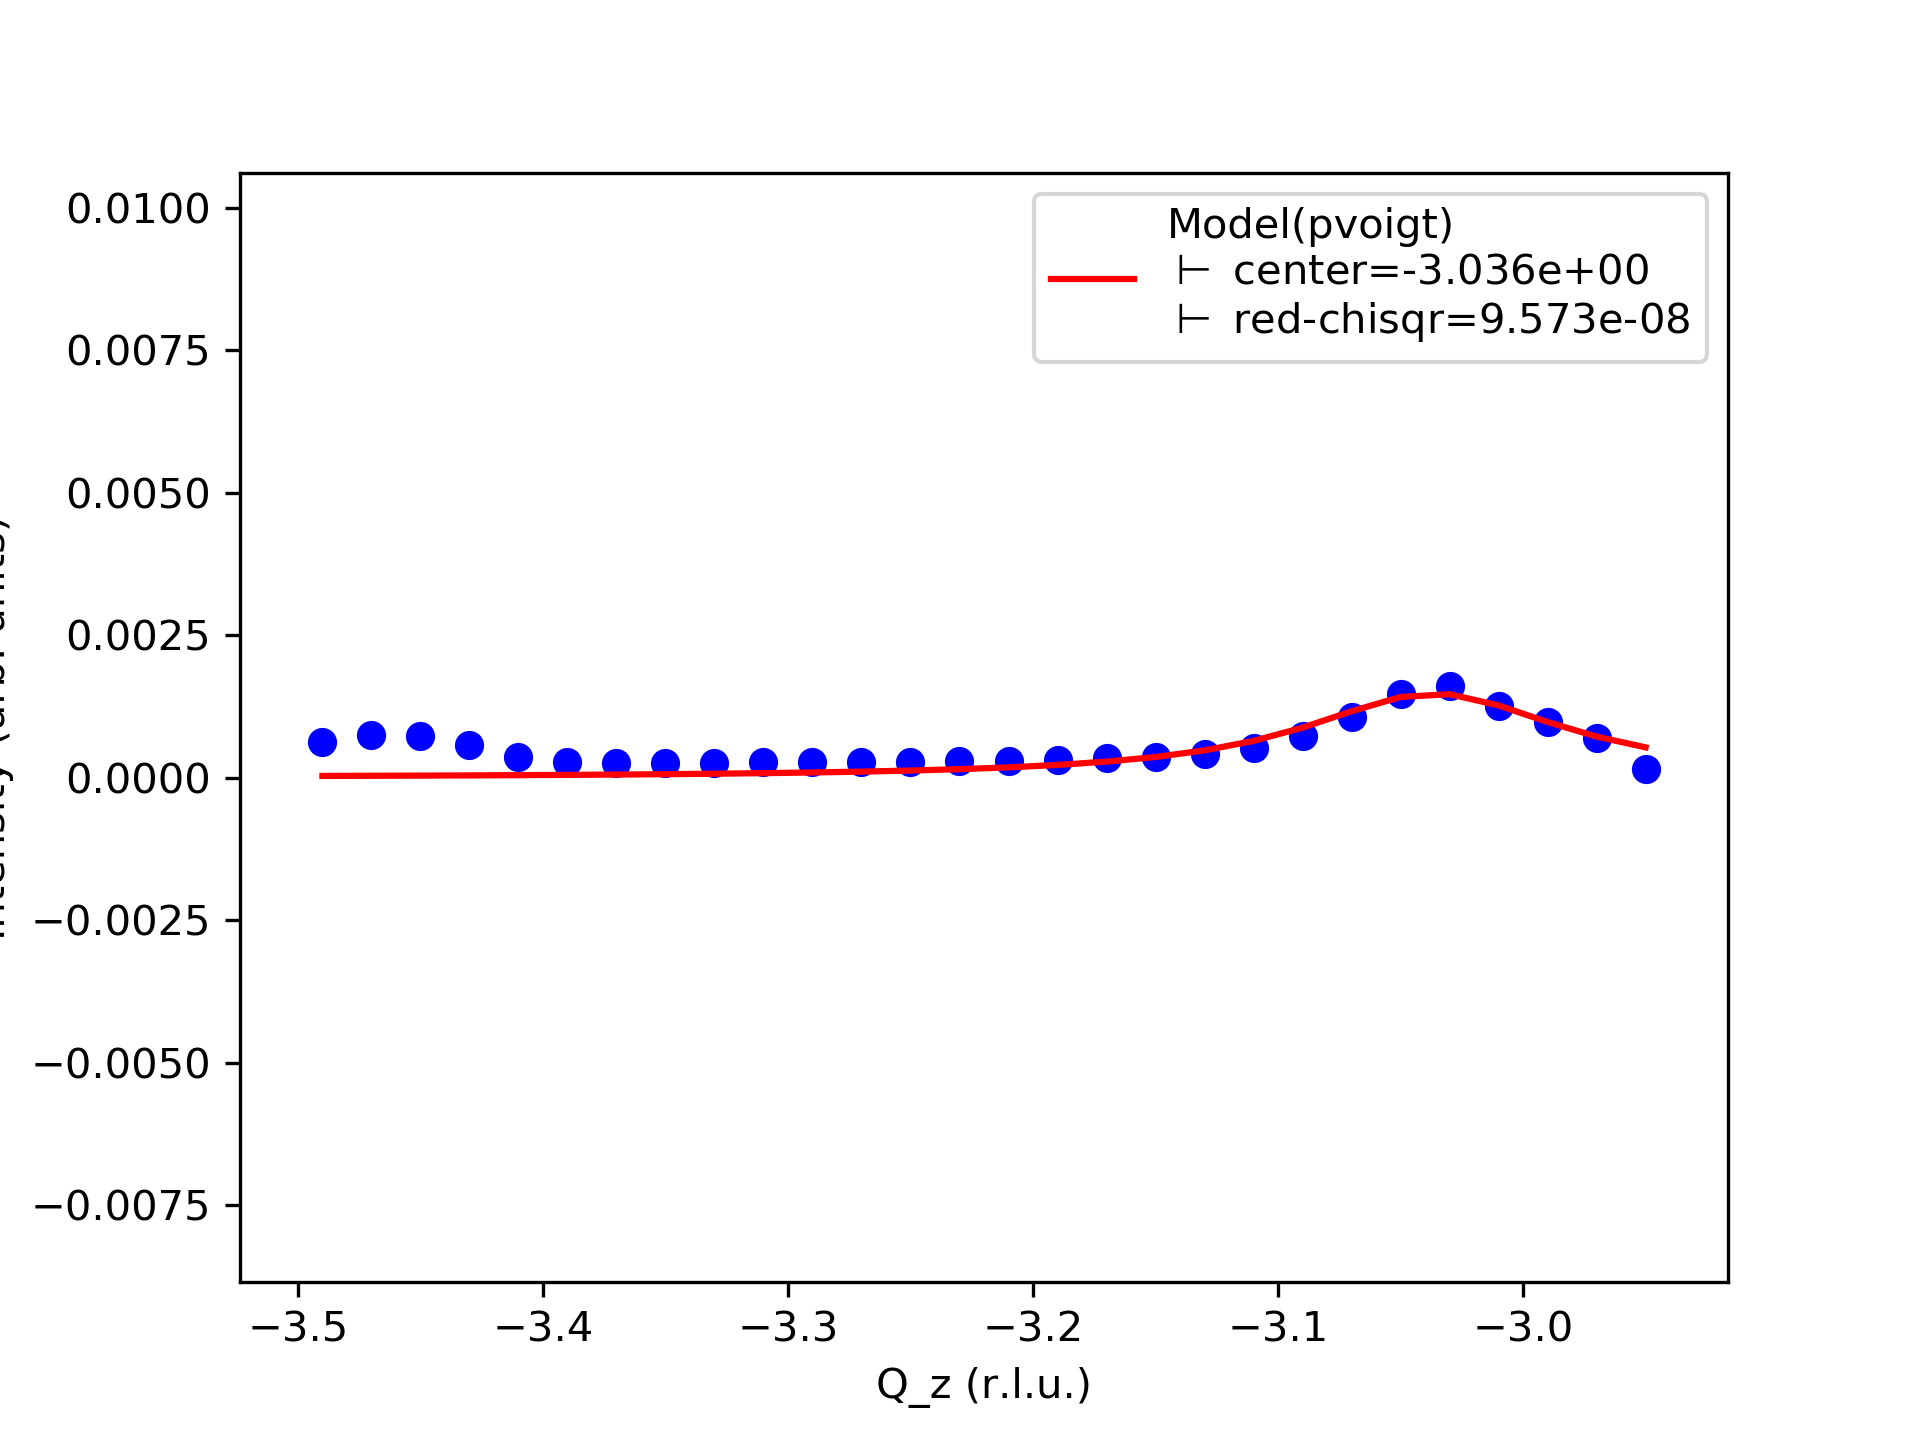 Model(pvoigt)
⊢ center=-3.036e+00
⊢ red-chisqr=9.573e-08
0.0100
0.0075
0.0050
0.0025
0.0000
−0.0025
−0.0050
−0.0075
−3.5 −3.4 −3.3 −3.2 −3.1 −3.0
Q_z (r.l.u.)